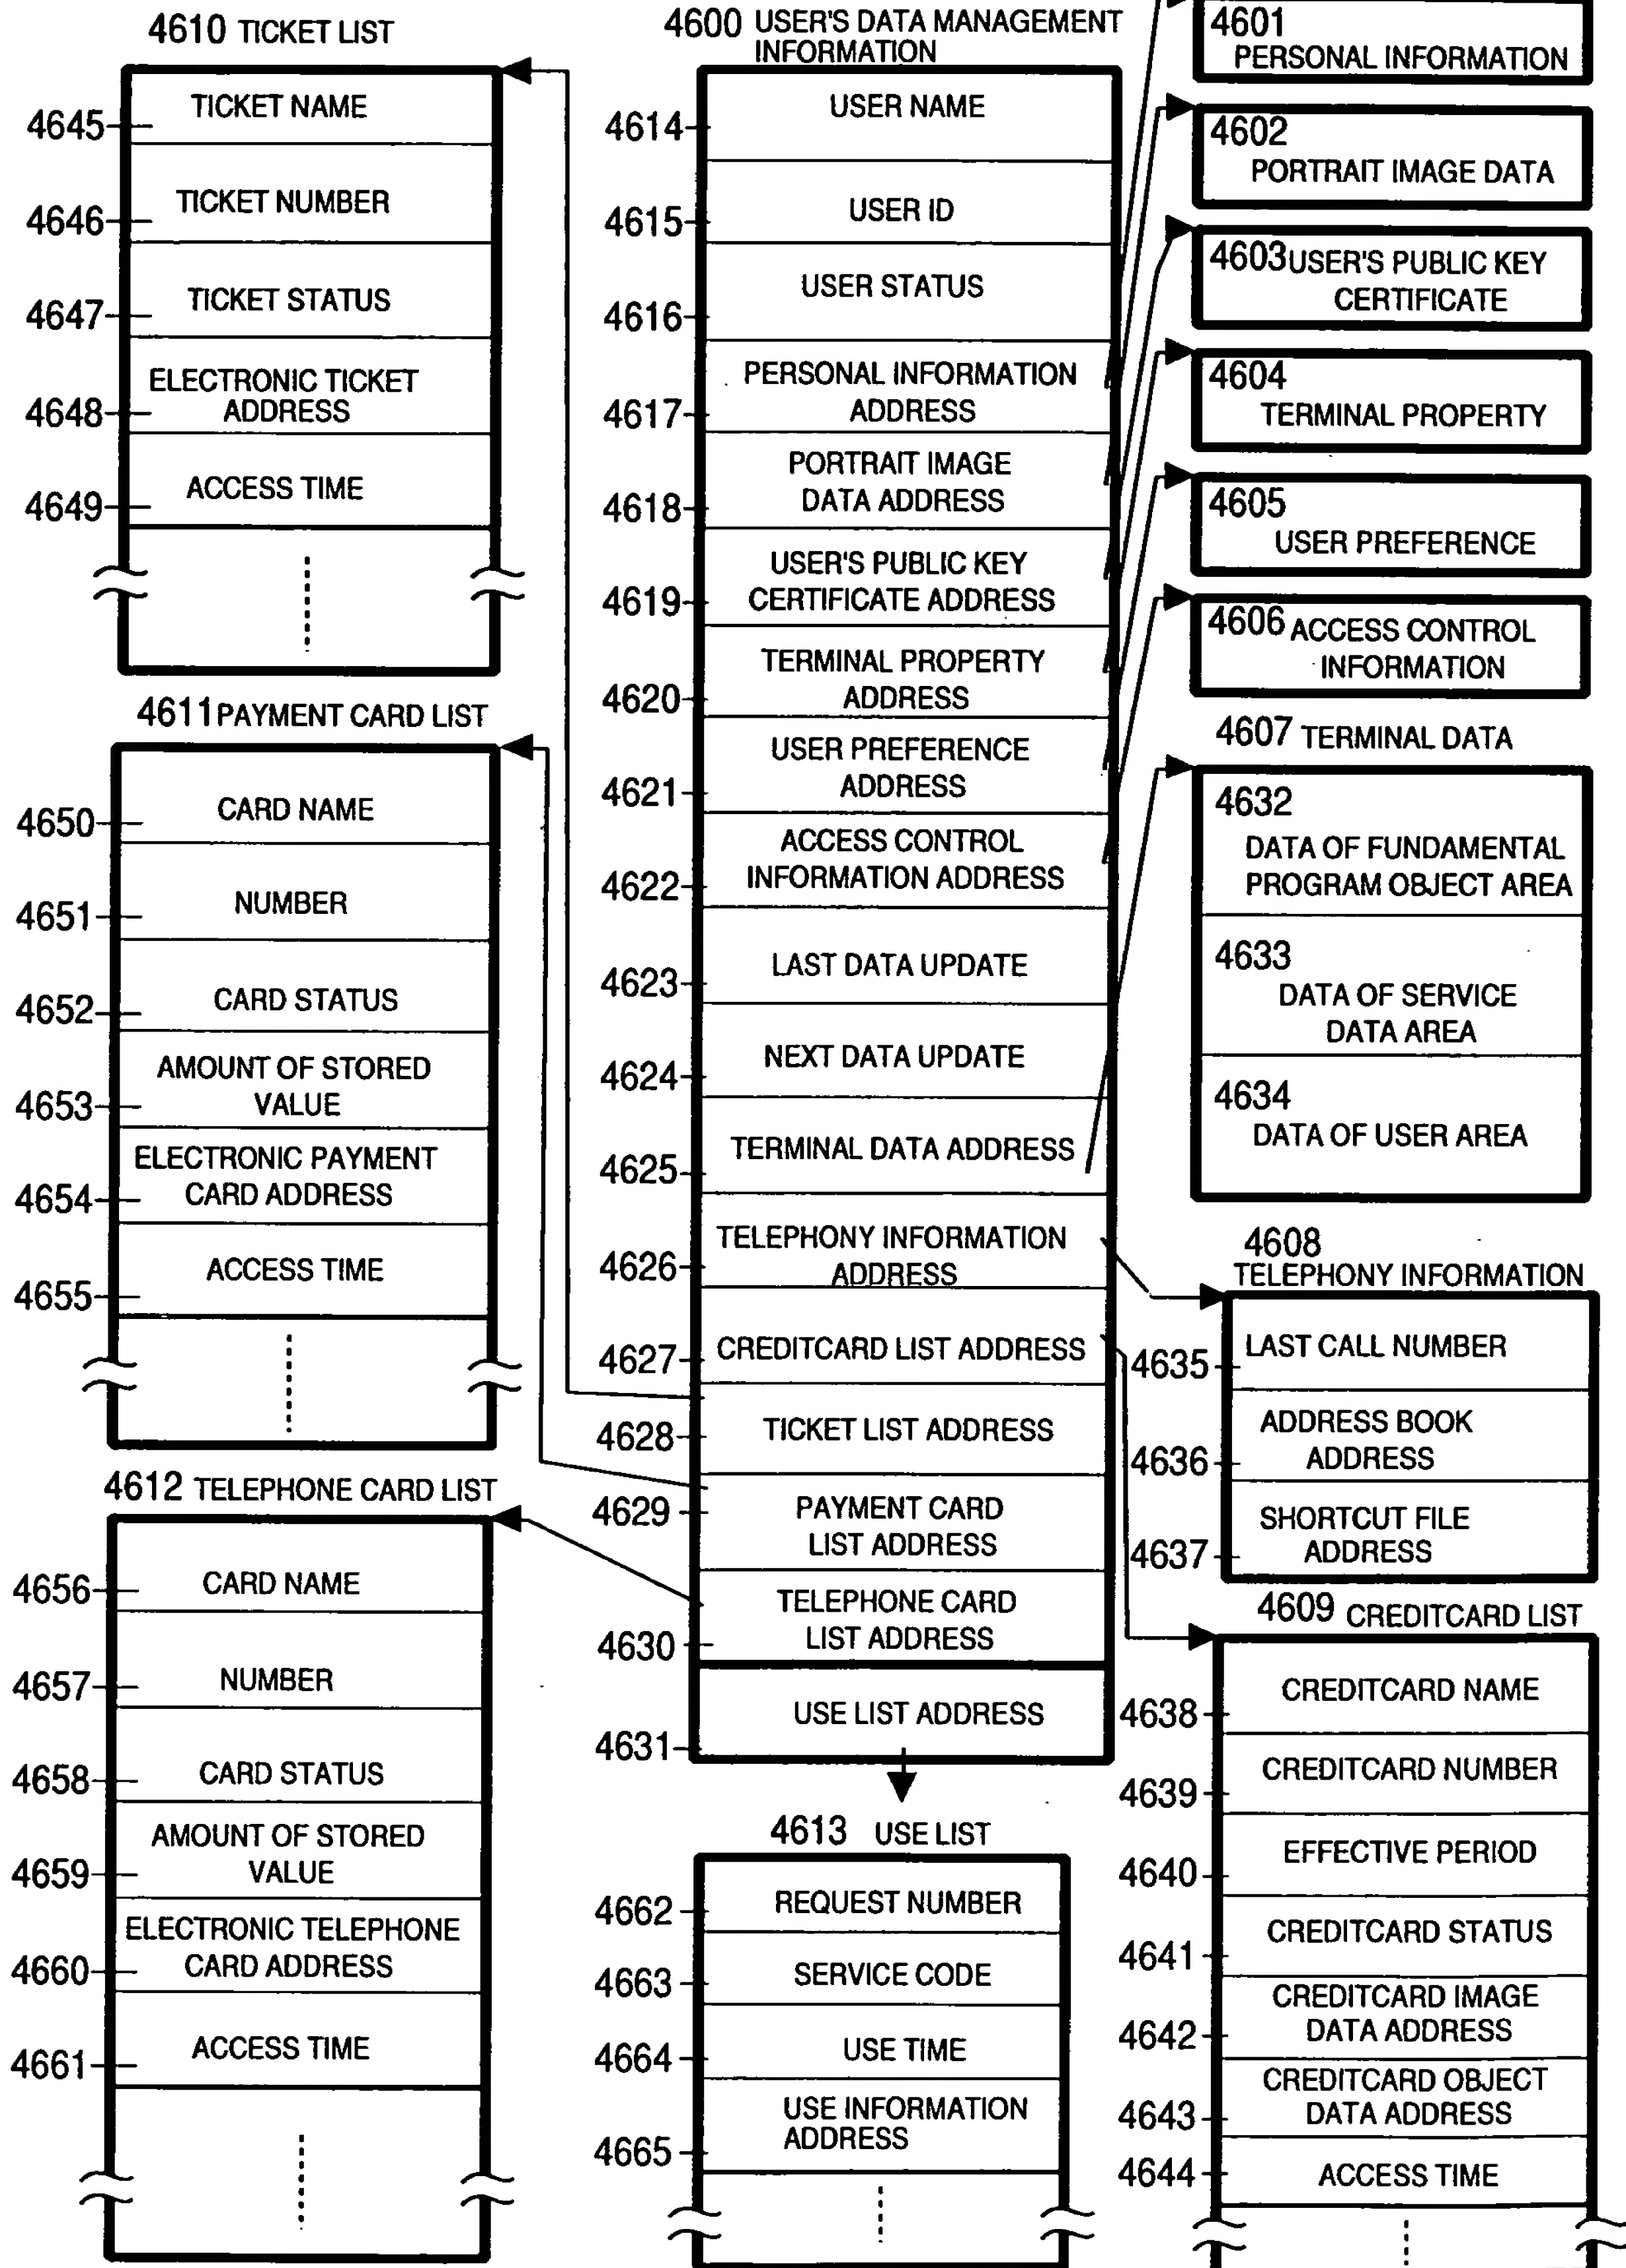 4610 TICKET LIST
4645 TICKET NAME
4646 TICKET NUMBER
4647 TICKET STATUS
4648 ELECTRONIC TICKET
ADDRESS
4649 ACCESS TIME
4611 PAYMENT CARD LIST
4650 CARD NAME
4651 NUMBER
4652 CARD STATUS
4653 AMOUNT OF STORED
VALUE
4654 ELECTRONIC PAYMENT
CARD ADDRESS
4655 ACCESS TIME
4612 TELEPHONE CARD LIST
4656 CARD NAME
4657 NUMBER
4658 CARD STATUS
4659 AMOUNT OF STORED
VALUE
4660 ELECTRONIC TELEPHONE
CARD ADDRESS
4661 ACCESS TIME
4600 USER'S DATA MANAGEMENT
INFORMATION
4614 USER NAME
4615 USER ID
4616 USER STATUS
4617 PERSONAL INFORMATION
ADDRESS
4618 PORTRAIT IMAGE
DATA ADDRESS
4619 USER'S PUBLIC KEY
CERTIFICATE ADDRESS
4620 TERMINAL PROPERTY
ADDRESS
4621 USER PREFERENCE
ADDRESS
4622 ACCESS CONTROL
INFORMATION ADDRESS
4623 LAST DATA UPDATE
4624 NEXT DATA UPDATE
4625 TERMINAL DATA ADDRESS
4626 TELEPHONY INFORMATION
ADDRESS
4627 CREDITCARD LIST ADDRESS
4628 TICKET LIST ADDRESS
4629 PAYMENT CARD
LIST ADDRESS
4630 TELEPHONE CARD
LIST ADDRESS
4631 USE LIST ADDRESS
4613 USE LIST
4662 REQUEST NUMBER
4663 SERVICE CODE
4664 USE TIME
4665 USE INFORMATION
ADDRESS
4601
PERSONAL INFORMATION
4602
PORTRAIT IMAGE DATA
4603 USER'S PUBLIC KEY
CERTIFICATE
4604
TERMINAL PROPERTY
4605
USER PREFERENCE
4606 ACCESS CONTROL
INFORMATION
4607 TERMINAL DATA
4632
DATA OF FUNDAMENTAL
PROGRAM OBJECT AREA
4633
DATA OF SERVICE
DATA AREA
4634
DATA OF USER AREA
4608
TELEPHONY INFORMATION
4635 LAST CALL NUMBER
4636 ADDRESS BOOK
ADDRESS
4637 SHORTCUT FILE
ADDRESS
4609 CREDITCARD LIST
4638 CREDITCARD NAME
4639 CREDITCARD NUMBER
4640 EFFECTIVE PERIOD
4641 CREDITCARD STATUS
4642 CREDITCARD IMAGE
DATA ADDRESS
4643 CREDITCARD OBJECT
DATA ADDRESS
4644 ACCESS TIME